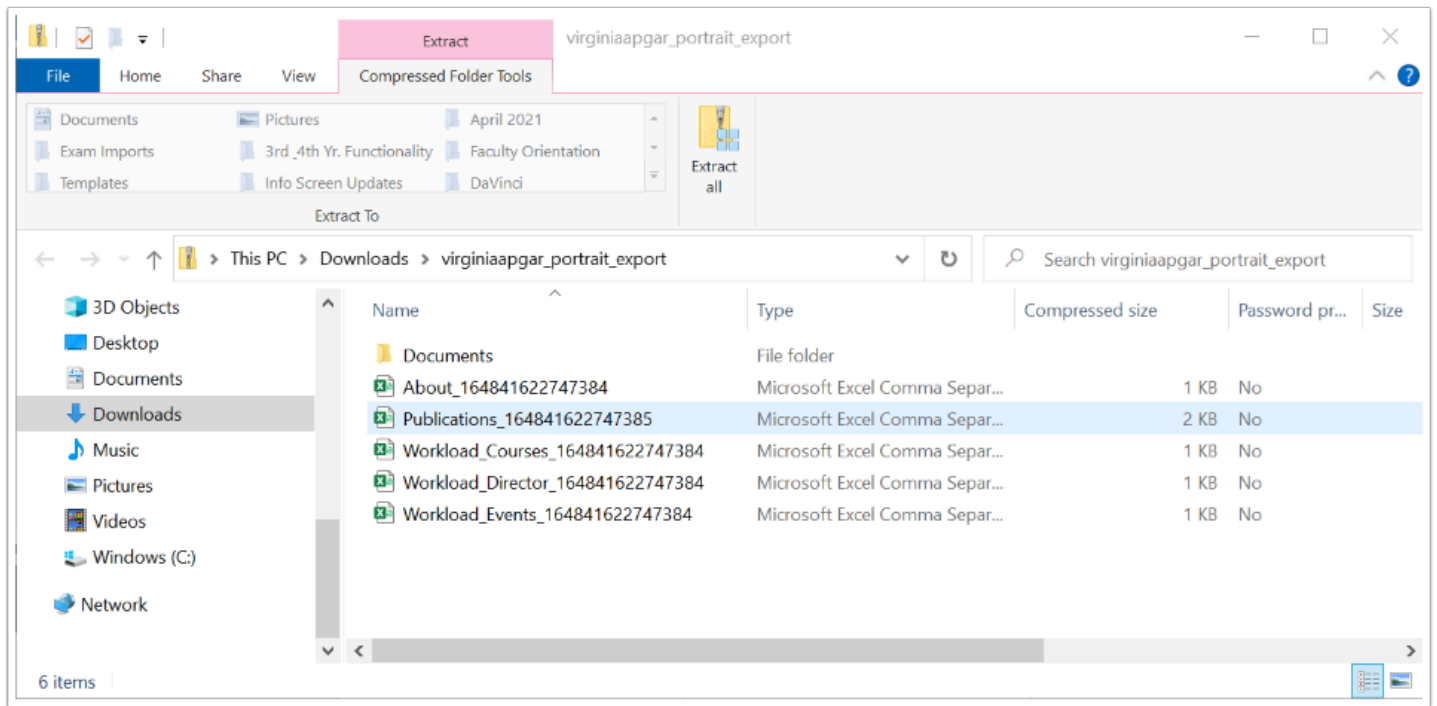 Extract virginiaapgar_portrait_export
File Home Share View Compressed Folder Tools ?
Documents Pictures April 2021
Exam Imports 3rd _4th Yr. Functionality Faculty Orientation
Templates Info Screen Updates DaVinci
Extract all
Extract To
> This PC > Downloads > virginiaapgar_portrait_export Search virginiaapgar_portrait_export
3D Objects
Desktop
Documents
Downloads
Music
Pictures
Videos
Windows (C:)
Network
Name Type Compressed size Password pr... Size
Documents File folder
About_164841622747384 Microsoft Excel Comma Separ... 1 KB No
Publications_164841622747385 Microsoft Excel Comma Separ... 2 KB No
Workload_Courses_164841622747384 Microsoft Excel Comma Separ... 1 KB No
Workload_Director_164841622747384 Microsoft Excel Comma Separ... 1 KB No
Workload_Events_164841622747384 Microsoft Excel Comma Separ... 1 KB No
6 items